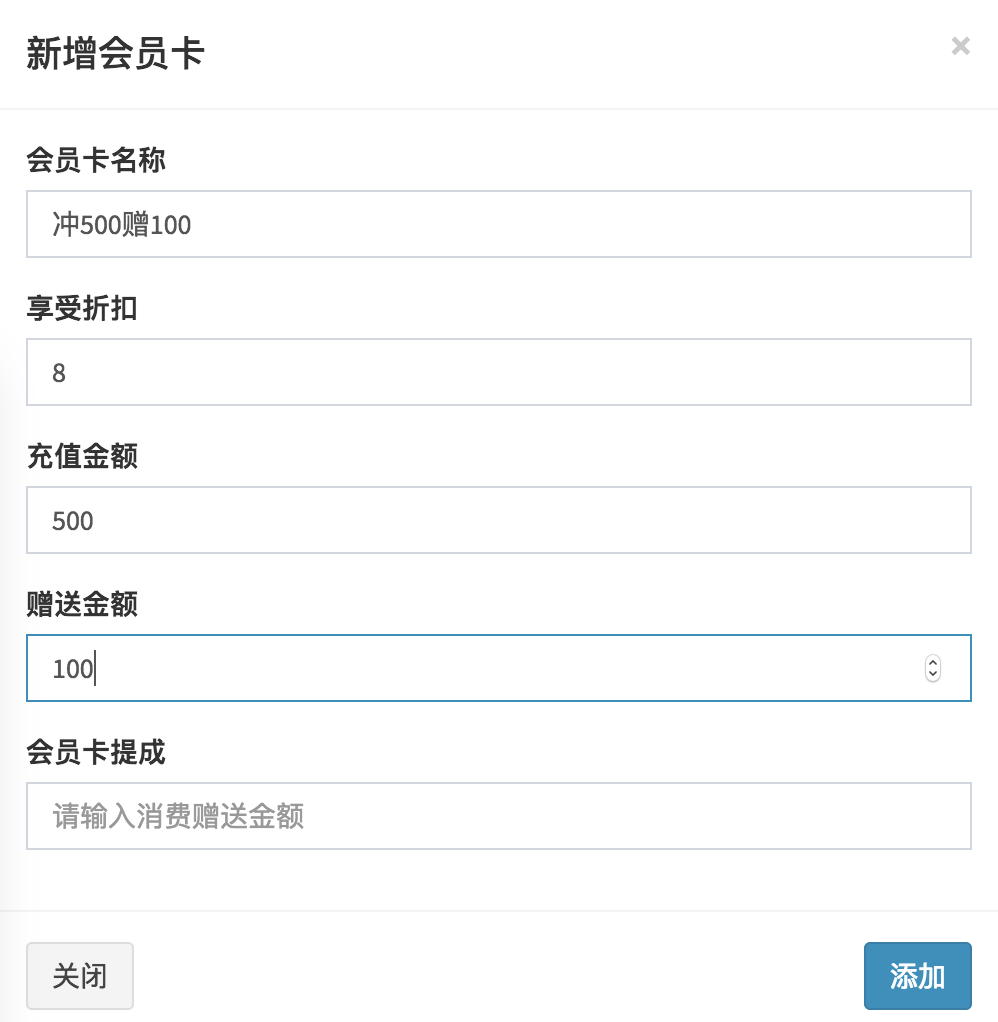 新增会员卡
×
会员卡名称
冲500赠100
享受折扣
8
充值金额
500
赠送金额
100
会员卡提成
请输入消费赠送金额
关闭
添加